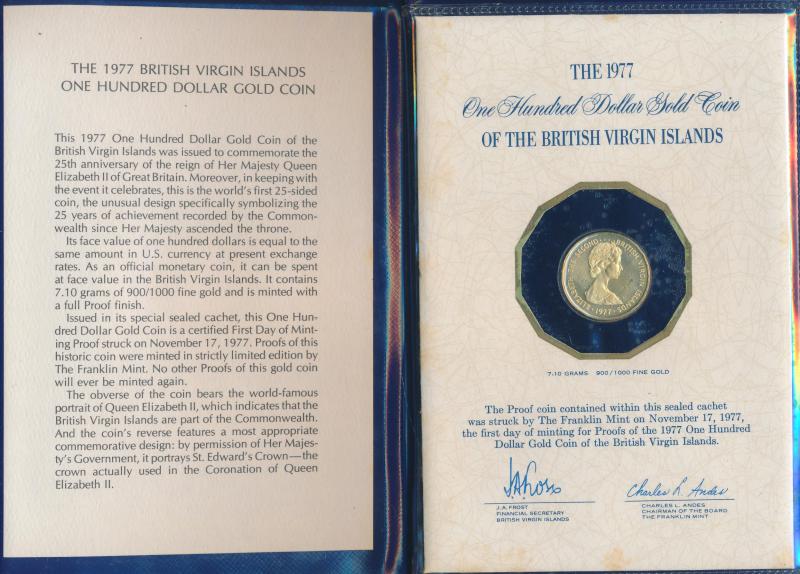 THE 1977 BRITISH VIRGIN ISLANDS
ONE HUNDRED DOLLAR GOLD COIN
This 1977 One Hundred Dollar Gold Coin of the
British Virgin Islands was issued to commemorate the
25th anniversary of the reign of Her Majesty Queen
Elizabeth II of Great Britain. Moreover, in keeping with
the event it celebrates, this is the world's first 25-sided
coin, the unusual design specifically symbolizing the
25 years of achievement recorded by the Common-
wealth since Her Majesty ascended the throne.
Its face value of one hundred dollars is equal to the
same amount in U.S. currency at present exchange
rates. As an official monetary coin, it can be spent
at face value in the British Virgin Islands. It contains
7.10 grams of 900/1000 fine gold and is minted with
a full Proof finish.
Issued in its special sealed cachet, this One Hun-
dred Dollar Gold Coin is a certified First Day of Mint-
ing Proof struck on November 17, 1977. Proofs of this
historic coin were minted in strictly limited edition by
The Franklin Mint. No other Proofs of this gold coin
will ever be minted again.
The obverse of the coin bears the world-famous
portrait of Queen Elizabeth II, which indicates that the
British Virgin Islands are part of the Commonwealth.
And the coin's reverse features a most appropriate
commemorative design: by permission of Her Majes-
ty's Government, it portrays St. Edward's Crown—the
crown actually used in the Coronation of Queen
Elizabeth II.
THE 1977
One Hundred Dollar Gold Coin
OF THE BRITISH VIRGIN ISLANDS
ELIZABETH THE SECOND · BRITISH VIRGIN ISLANDS
· 1977 ·
7.10 GRAMS 900/1000 FINE GOLD
The Proof coin contained within this sealed cachet
was struck by The Franklin Mint on November 17, 1977,
the first day of minting for Proofs of the 1977 One Hundred
Dollar Gold Coin of the British Virgin Islands.
J.A. Frost
J.A. FROST
FINANCIAL SECRETARY
BRITISH VIRGIN ISLANDS
Charles L. Andes
CHARLES L. ANDES
CHAIRMAN OF THE BOARD
THE FRANKLIN MINT